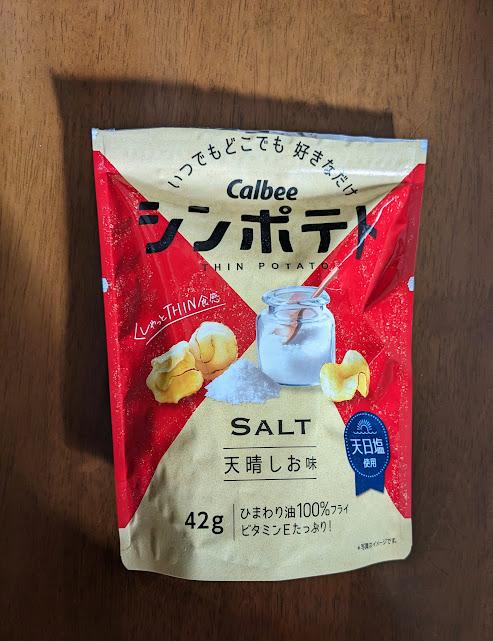 いつでもどこでも 好きなだけ
Calbee
シンポテト
THIN POTATO
くしゃっとTHIN食感
SALT
天晴しお味
天日塩
使用
42g
ひまわり油100%フライ
ビタミンEたっぷり!
*写真はイメージです。